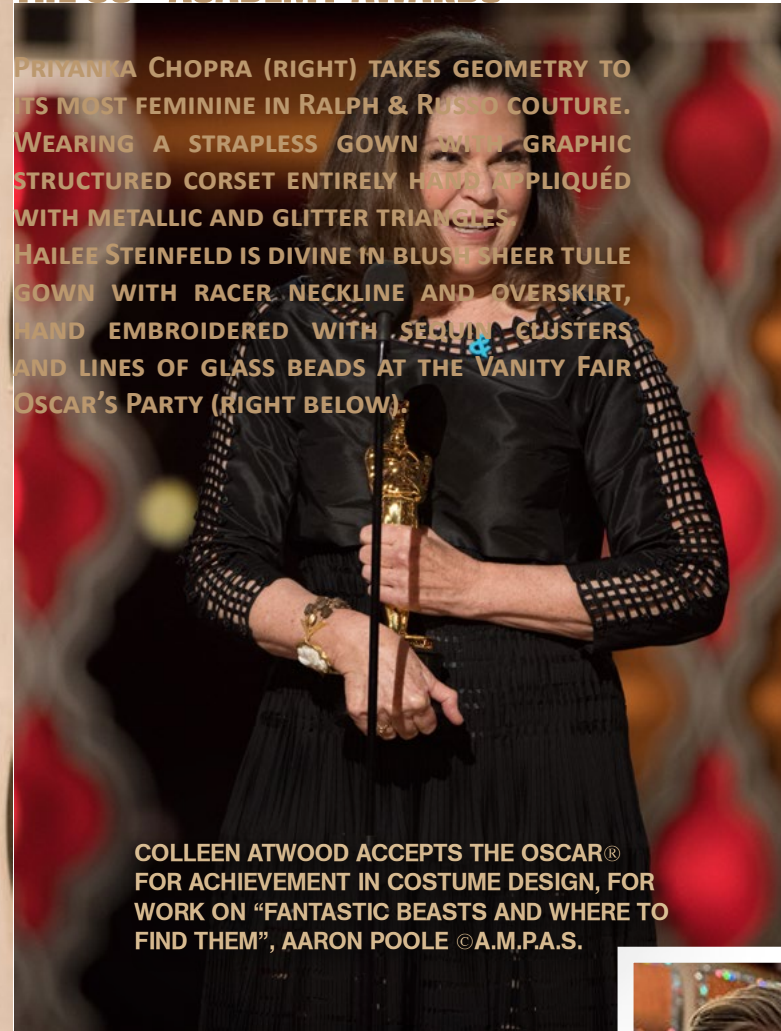 PRIYANKA CHOPRA (RIGHT) TAKES GEOMETRY TO
ITS MOST FEMININE IN RALPH & RUSSO COUTURE.
WEARING A STRAPLESS GOWN WITH GRAPHIC
STRUCTURED CORSET ENTIRELY HAND APPLIQUÉD
WITH METALLIC AND GLITTER TRIANGLES.
HAILEE STEINFELD IS DIVINE IN BLUSH SHEER TULLE
GOWN WITH RACER NECKLINE AND OVERSKIRT,
HAND EMBROIDERED WITH SEQUIN CLUSTERS
AND LINES OF GLASS BEADS AT THE VANITY FAIR
OSCAR’S PARTY (RIGHT BELOW).
COLLEEN ATWOOD ACCEPTS THE OSCAR®
FOR ACHIEVEMENT IN COSTUME DESIGN, FOR
WORK ON “FANTASTIC BEASTS AND WHERE TO
FIND THEM”, AARON POOLE ©A.M.P.A.S.